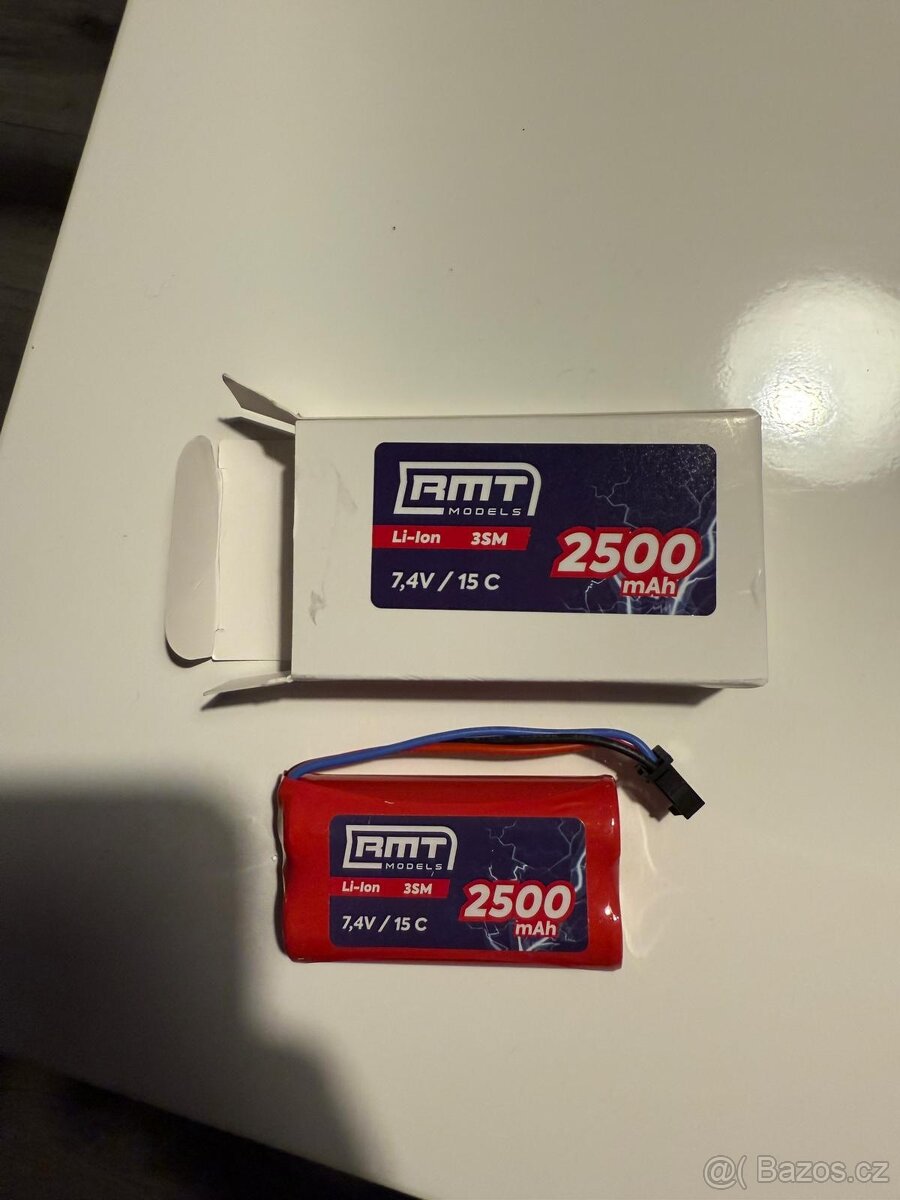 RMT
MODELS
Li-Ion 3SM
7,4V / 15 C
2500
mAh
RMT
MODELS
Li-Ion 3SM
7,4V / 15 C
2500
mAh
@( Bazos.cz